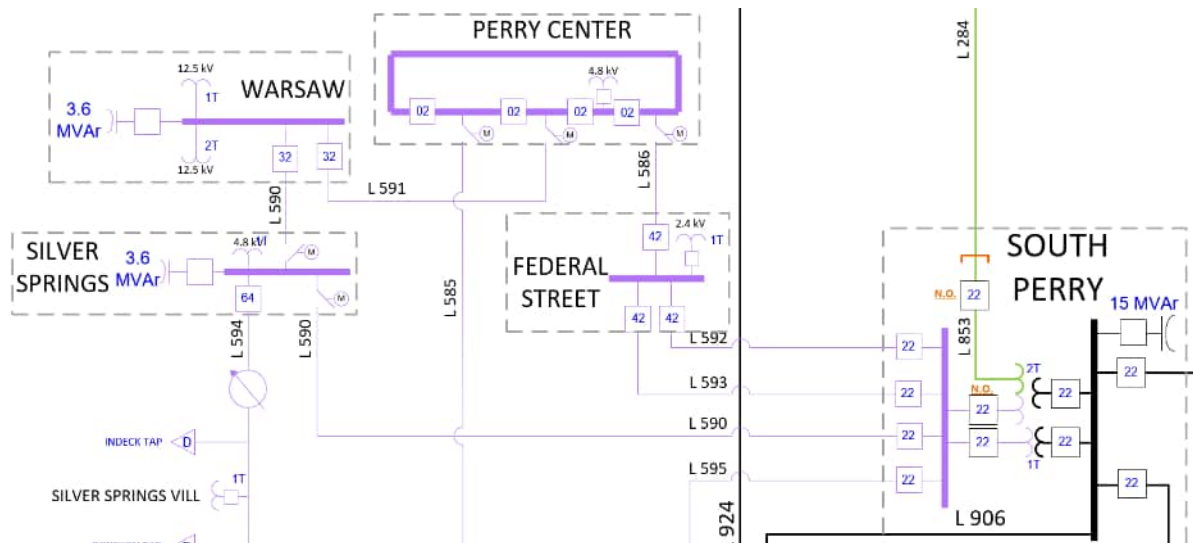 PERRY CENTER
4.8 kV
02
02
02
02
M
M
M
12.5 kV
1T
WARSAW
3.6
MVAr
2T
12.5 kV
32
32
L 590
L 591
L 586
L 284
SILVER
SPRINGS
4.8 kV
3.6
MVAr
M
M
64
L 594
L 590
L 585
FEDERAL
STREET
42
2.4 kV
1T
42
42
L 592
L 593
L 590
L 595
SOUTH
PERRY
N.O.
22
L 853
15 MVAr
22
22
22
22
22
2T
N.O.
22
22
22
1T
22
22
22
L 906
924
INDECK TAP
D
1T
SILVER SPRINGS VILL